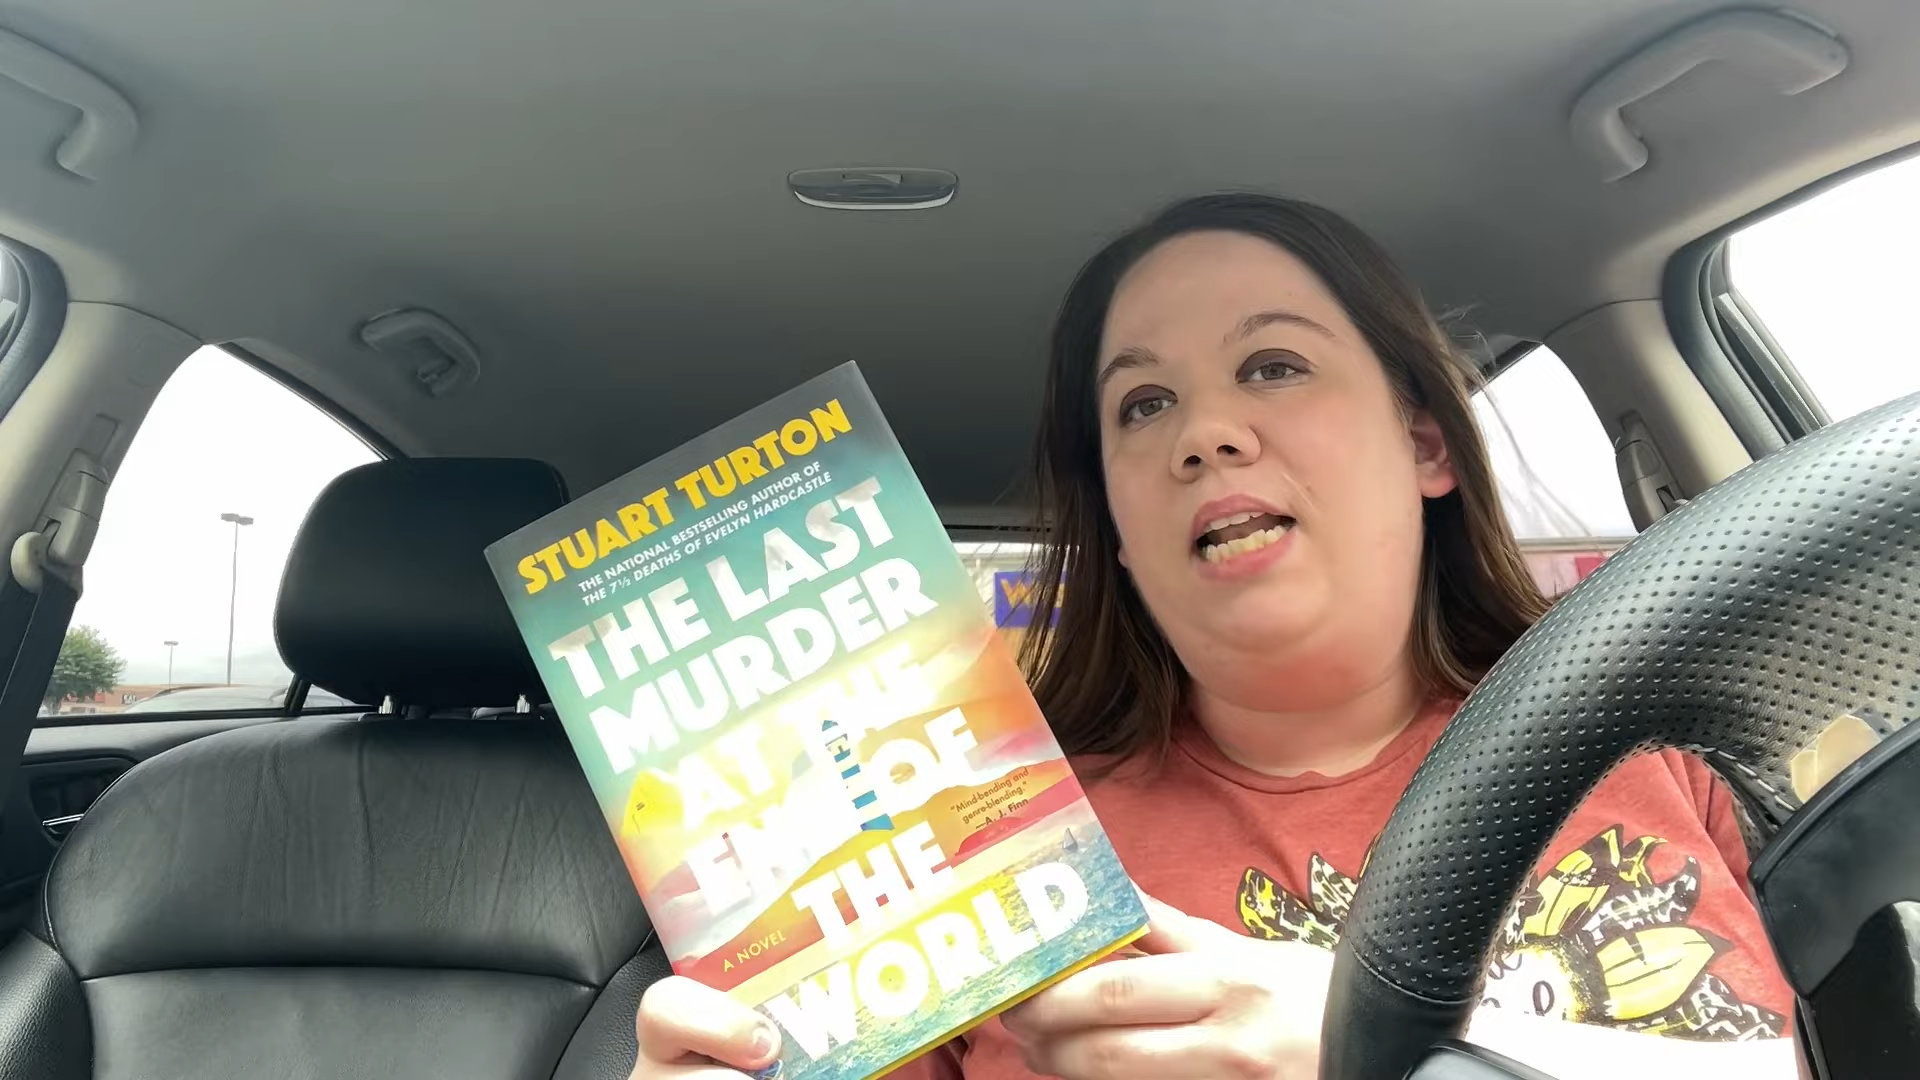 STUART TURTON
THE NATIONAL BESTSELLING AUTHOR OF
THE 7½ DEATHS OF EVELYN HARDCASTLE
THE LAST
MURDER
AT THE
END OF
THE
WORLD
"Mind-bending and
genre-blending."
—A. J. Finn
A NOVEL